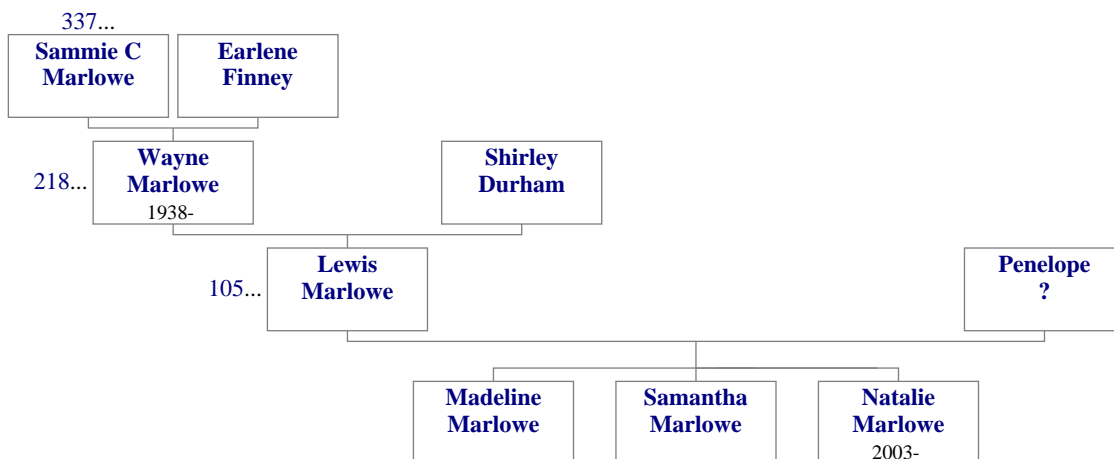 337...
Sammie C
Marlowe
Earlene
Finney
218...
Wayne
Marlowe
1938-
Shirley
Durham
105...
Lewis
Marlowe
Penelope
?
Madeline
Marlowe
Samantha
Marlowe
Natalie
Marlowe
2003-